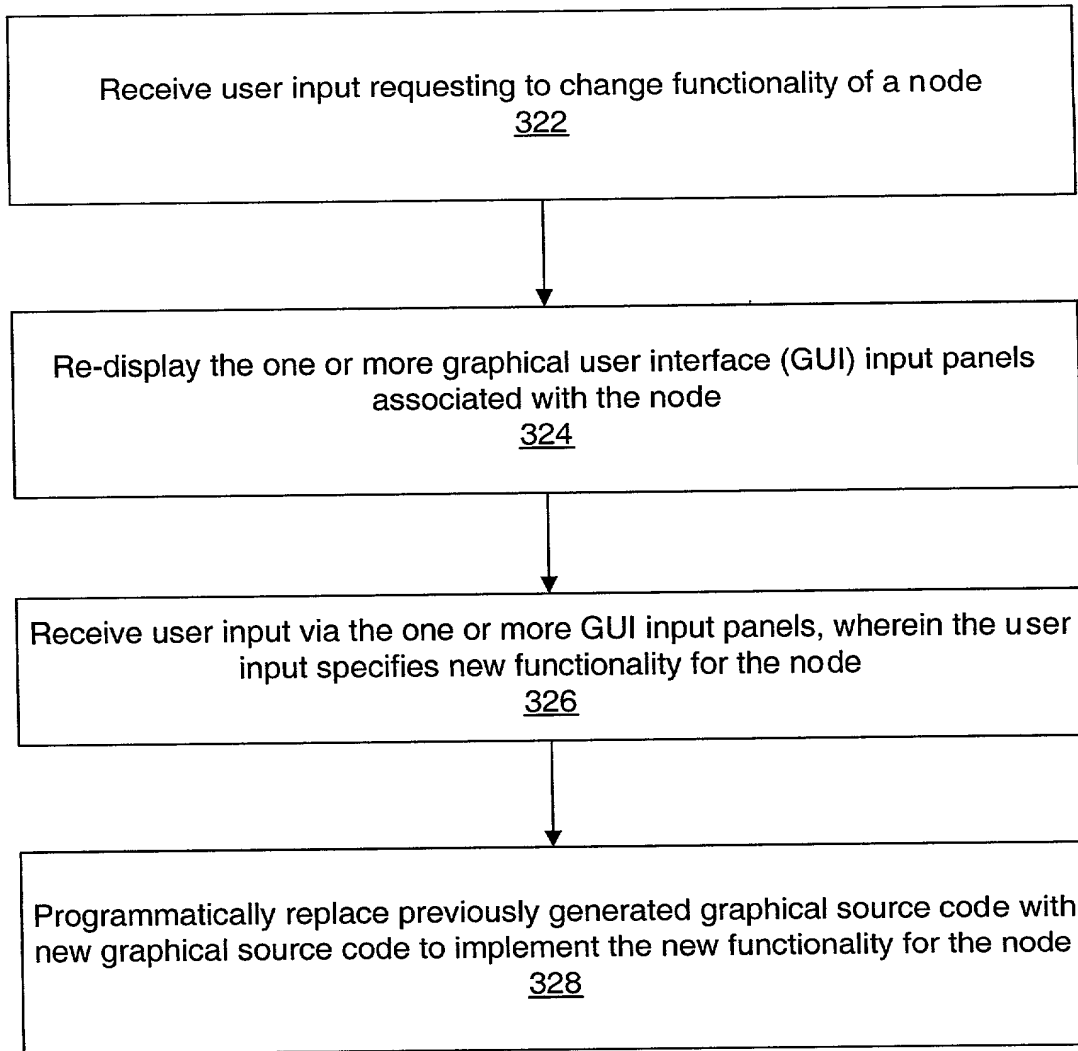 Receive user input requesting to change functionality of a node
322
Re-display the one or more graphical user interface (GUI) input panels
associated with the node
324
Receive user input via the one or more GUI input panels, wherein the user
input specifies new functionality for the node
326
Programmatically replace previously generated graphical source code with
new graphical source code to implement the new functionality for the node
328